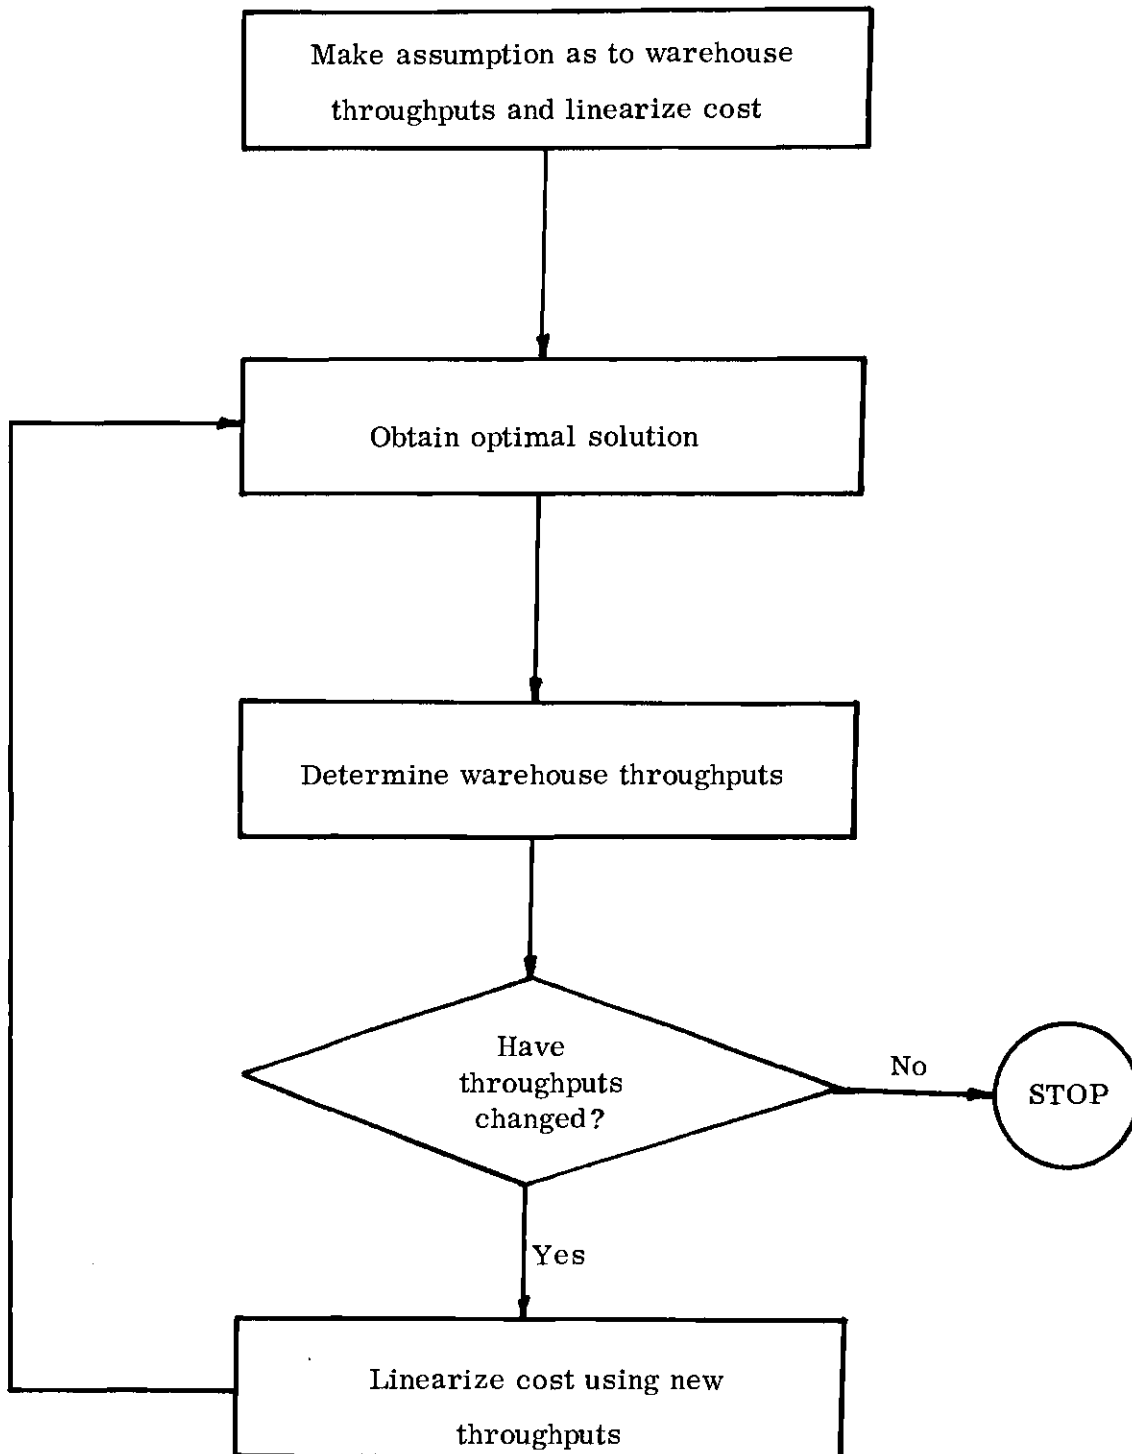 Make assumption as to warehouse
throughputs and linearize cost
Obtain optimal solution
Determine warehouse throughputs
Have
throughputs
changed?
No
STOP
Yes
Linearize cost using new
throughputs